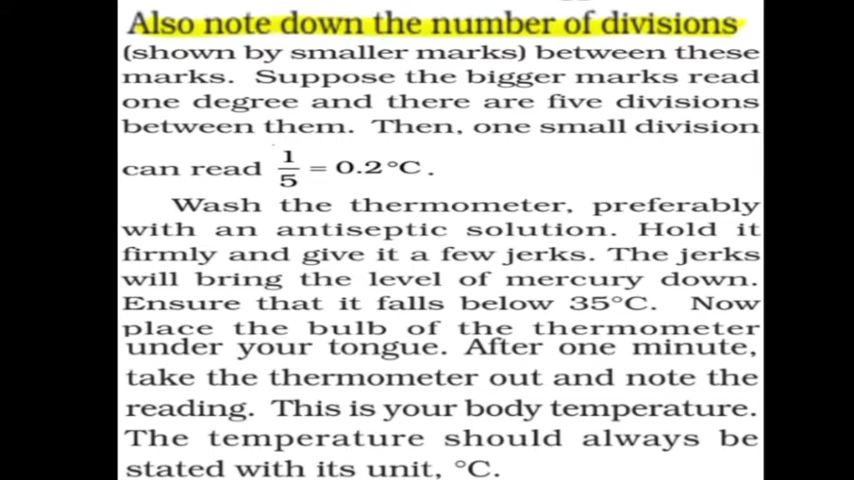 Also note down the number of divisions
(shown by smaller marks) between these
marks. Suppose the bigger marks read
one degree and there are five divisions
between them. Then, one small division
can read 1/5 = 0.2°C.
Wash the thermometer, preferably
with an antiseptic solution. Hold it
firmly and give it a few jerks. The jerks
will bring the level of mercury down.
Ensure that it falls below 35°C. Now
place the bulb of the thermometer
under your tongue. After one minute,
take the thermometer out and note the
reading. This is your body temperature.
The temperature should always be
stated with its unit, °C.